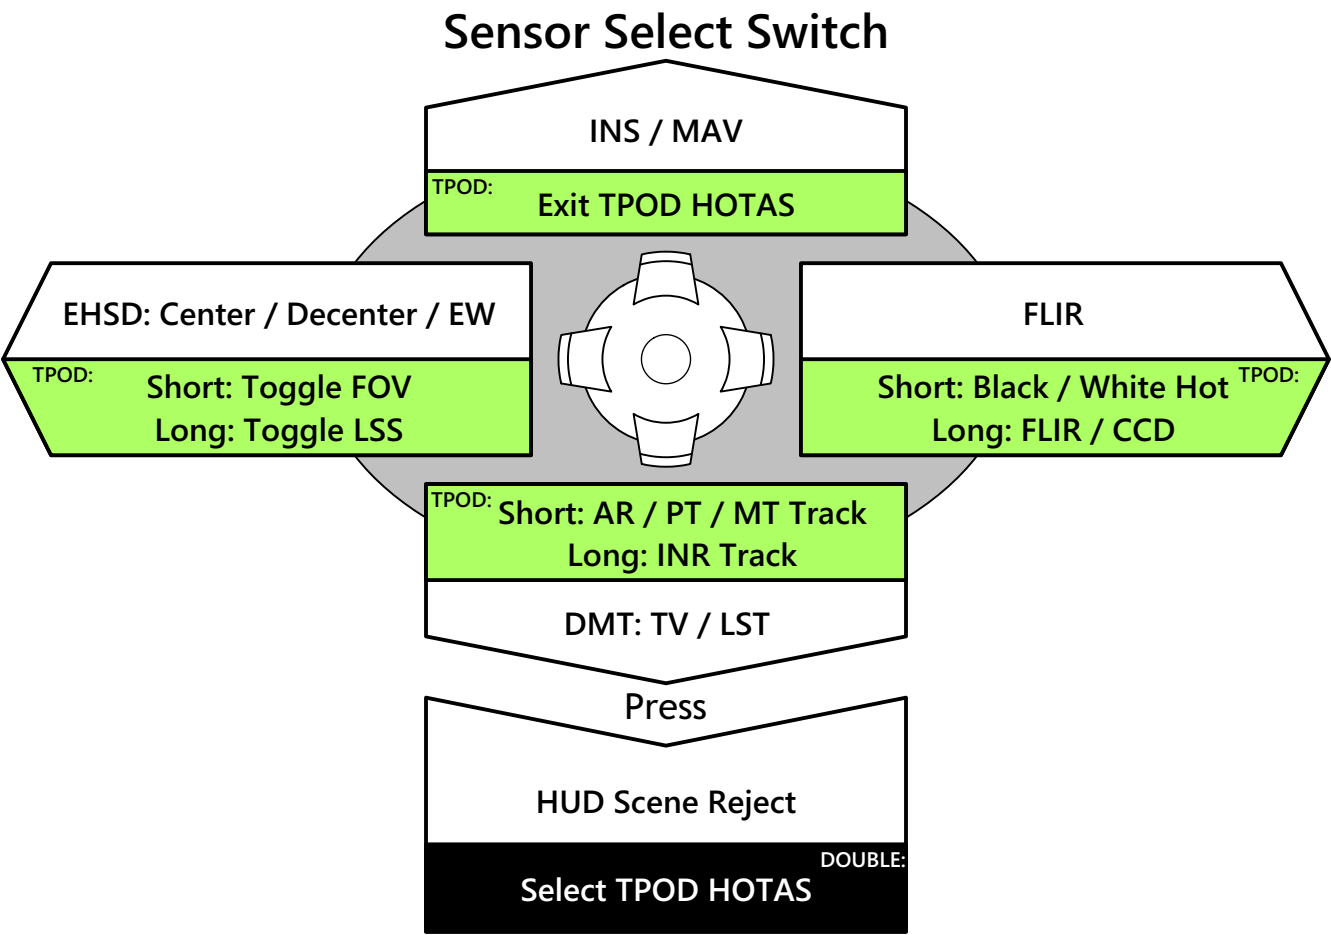 Sensor Select Switch
INS / MAV
TPOD:
Exit TPOD HOTAS
EHSD: Center / Decenter / EW
TPOD:
Short: Toggle FOV
Long: Toggle LSS
FLIR
TPOD:
Short: Black / White Hot
Long: FLIR / CCD
TPOD:
Short: AR / PT / MT Track
Long: INR Track
DMT: TV / LST
Press
HUD Scene Reject
DOUBLE:
Select TPOD HOTAS